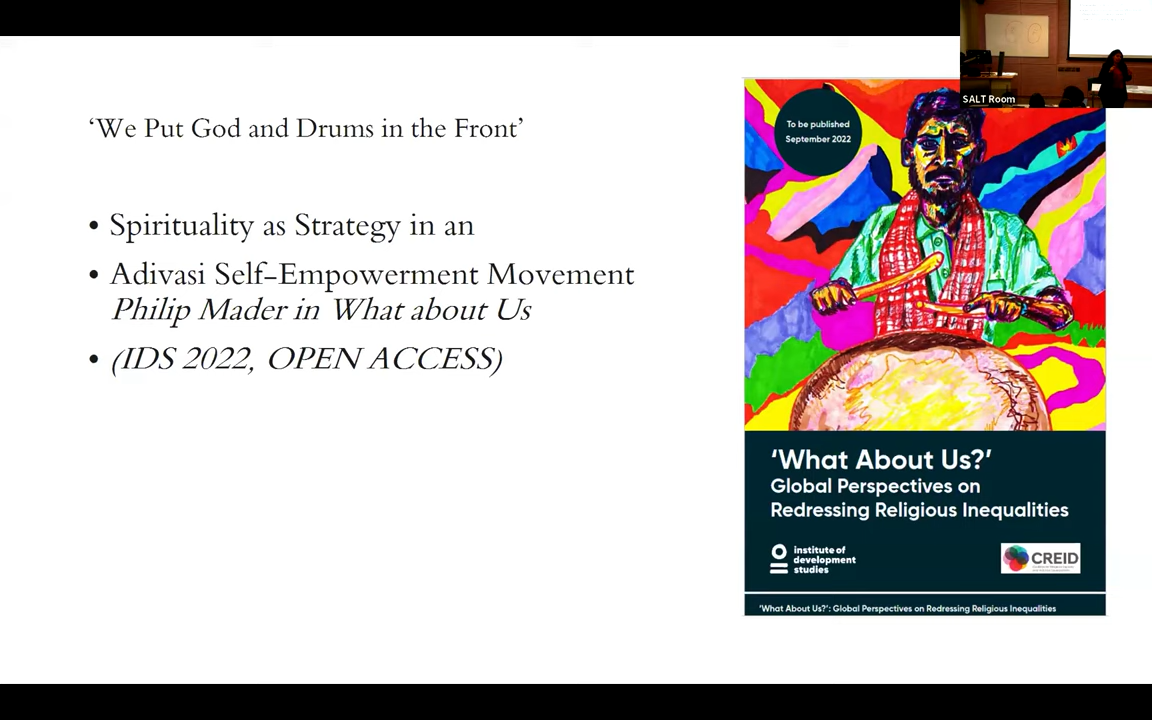 SALT Room
‘We Put God and Drums in the Front’
• Spirituality as Strategy in an
• Adivasi Self-Empowerment Movement
Philip Mader in What about Us
• (IDS 2022, OPEN ACCESS)
To be published
September 2022
‘What About Us?’
Global Perspectives on
Redressing Religious Inequalities
institute of
development
studies
CREID
‘What About Us?’: Global Perspectives on Redressing Religious Inequalities